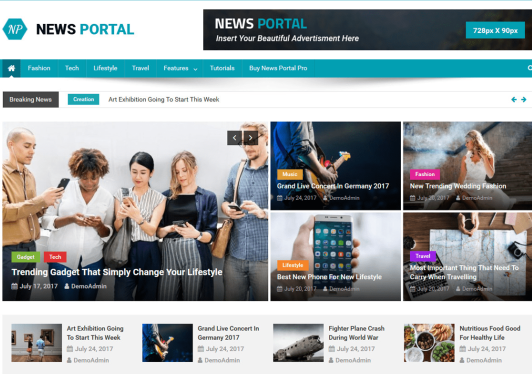 NP NEWS PORTAL
NEWS PORTAL
Insert Your Beautiful Advertisment Here
728px X 90px
Fashion Tech Lifestyle Travel Features Tutorials Buy News Portal Pro
Breaking News Creation Art Exhibition Going To Start This Week
Gadget Tech
Trending Gadget That Simply Change Your Lifestyle
July 17, 2017 DemoAdmin
Music
Grand Live Concert In Germany 2017
July 24, 2017 DemoAdmin
Fashion
New Trending Wedding Fashion
July 20, 2017 DemoAdmin
Lifestyle
Best New Phone For New Lifestyle
July 20, 2017 DemoAdmin
Travel
Most Important Thing That Need To
Carry When Travelling
July 20, 2017 DemoAdmin
Art Exhibition Going
To Start This Week
July 24, 2017
DemoAdmin
Grand Live Concert In
Germany 2017
July 24, 2017
DemoAdmin
Fighter Plane Crash
During World War
July 24, 2017
DemoAdmin
Nutritious Food Good
For Healthy Life
July 24, 2017
DemoAdmin